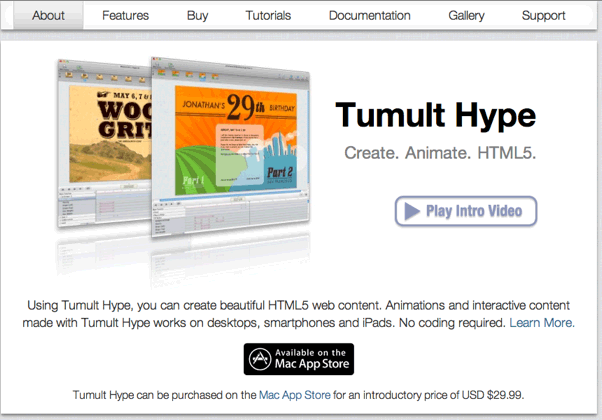 About Features Buy Tutorials Documentation Gallery Support
MAY 6, 7 &
WOO
GRIT
JONATHAN'S 29th BIRTHDAY
Part 1
Part 2
Tumult Hype
Create. Animate. HTML5.
Play Intro Video
Using Tumult Hype, you can create beautiful HTML5 web content. Animations and interactive content
made with Tumult Hype works on desktops, smartphones and iPads. No coding required. Learn More.
Available on the
Mac App Store
Tumult Hype can be purchased on the Mac App Store for an introductory price of USD $29.99.